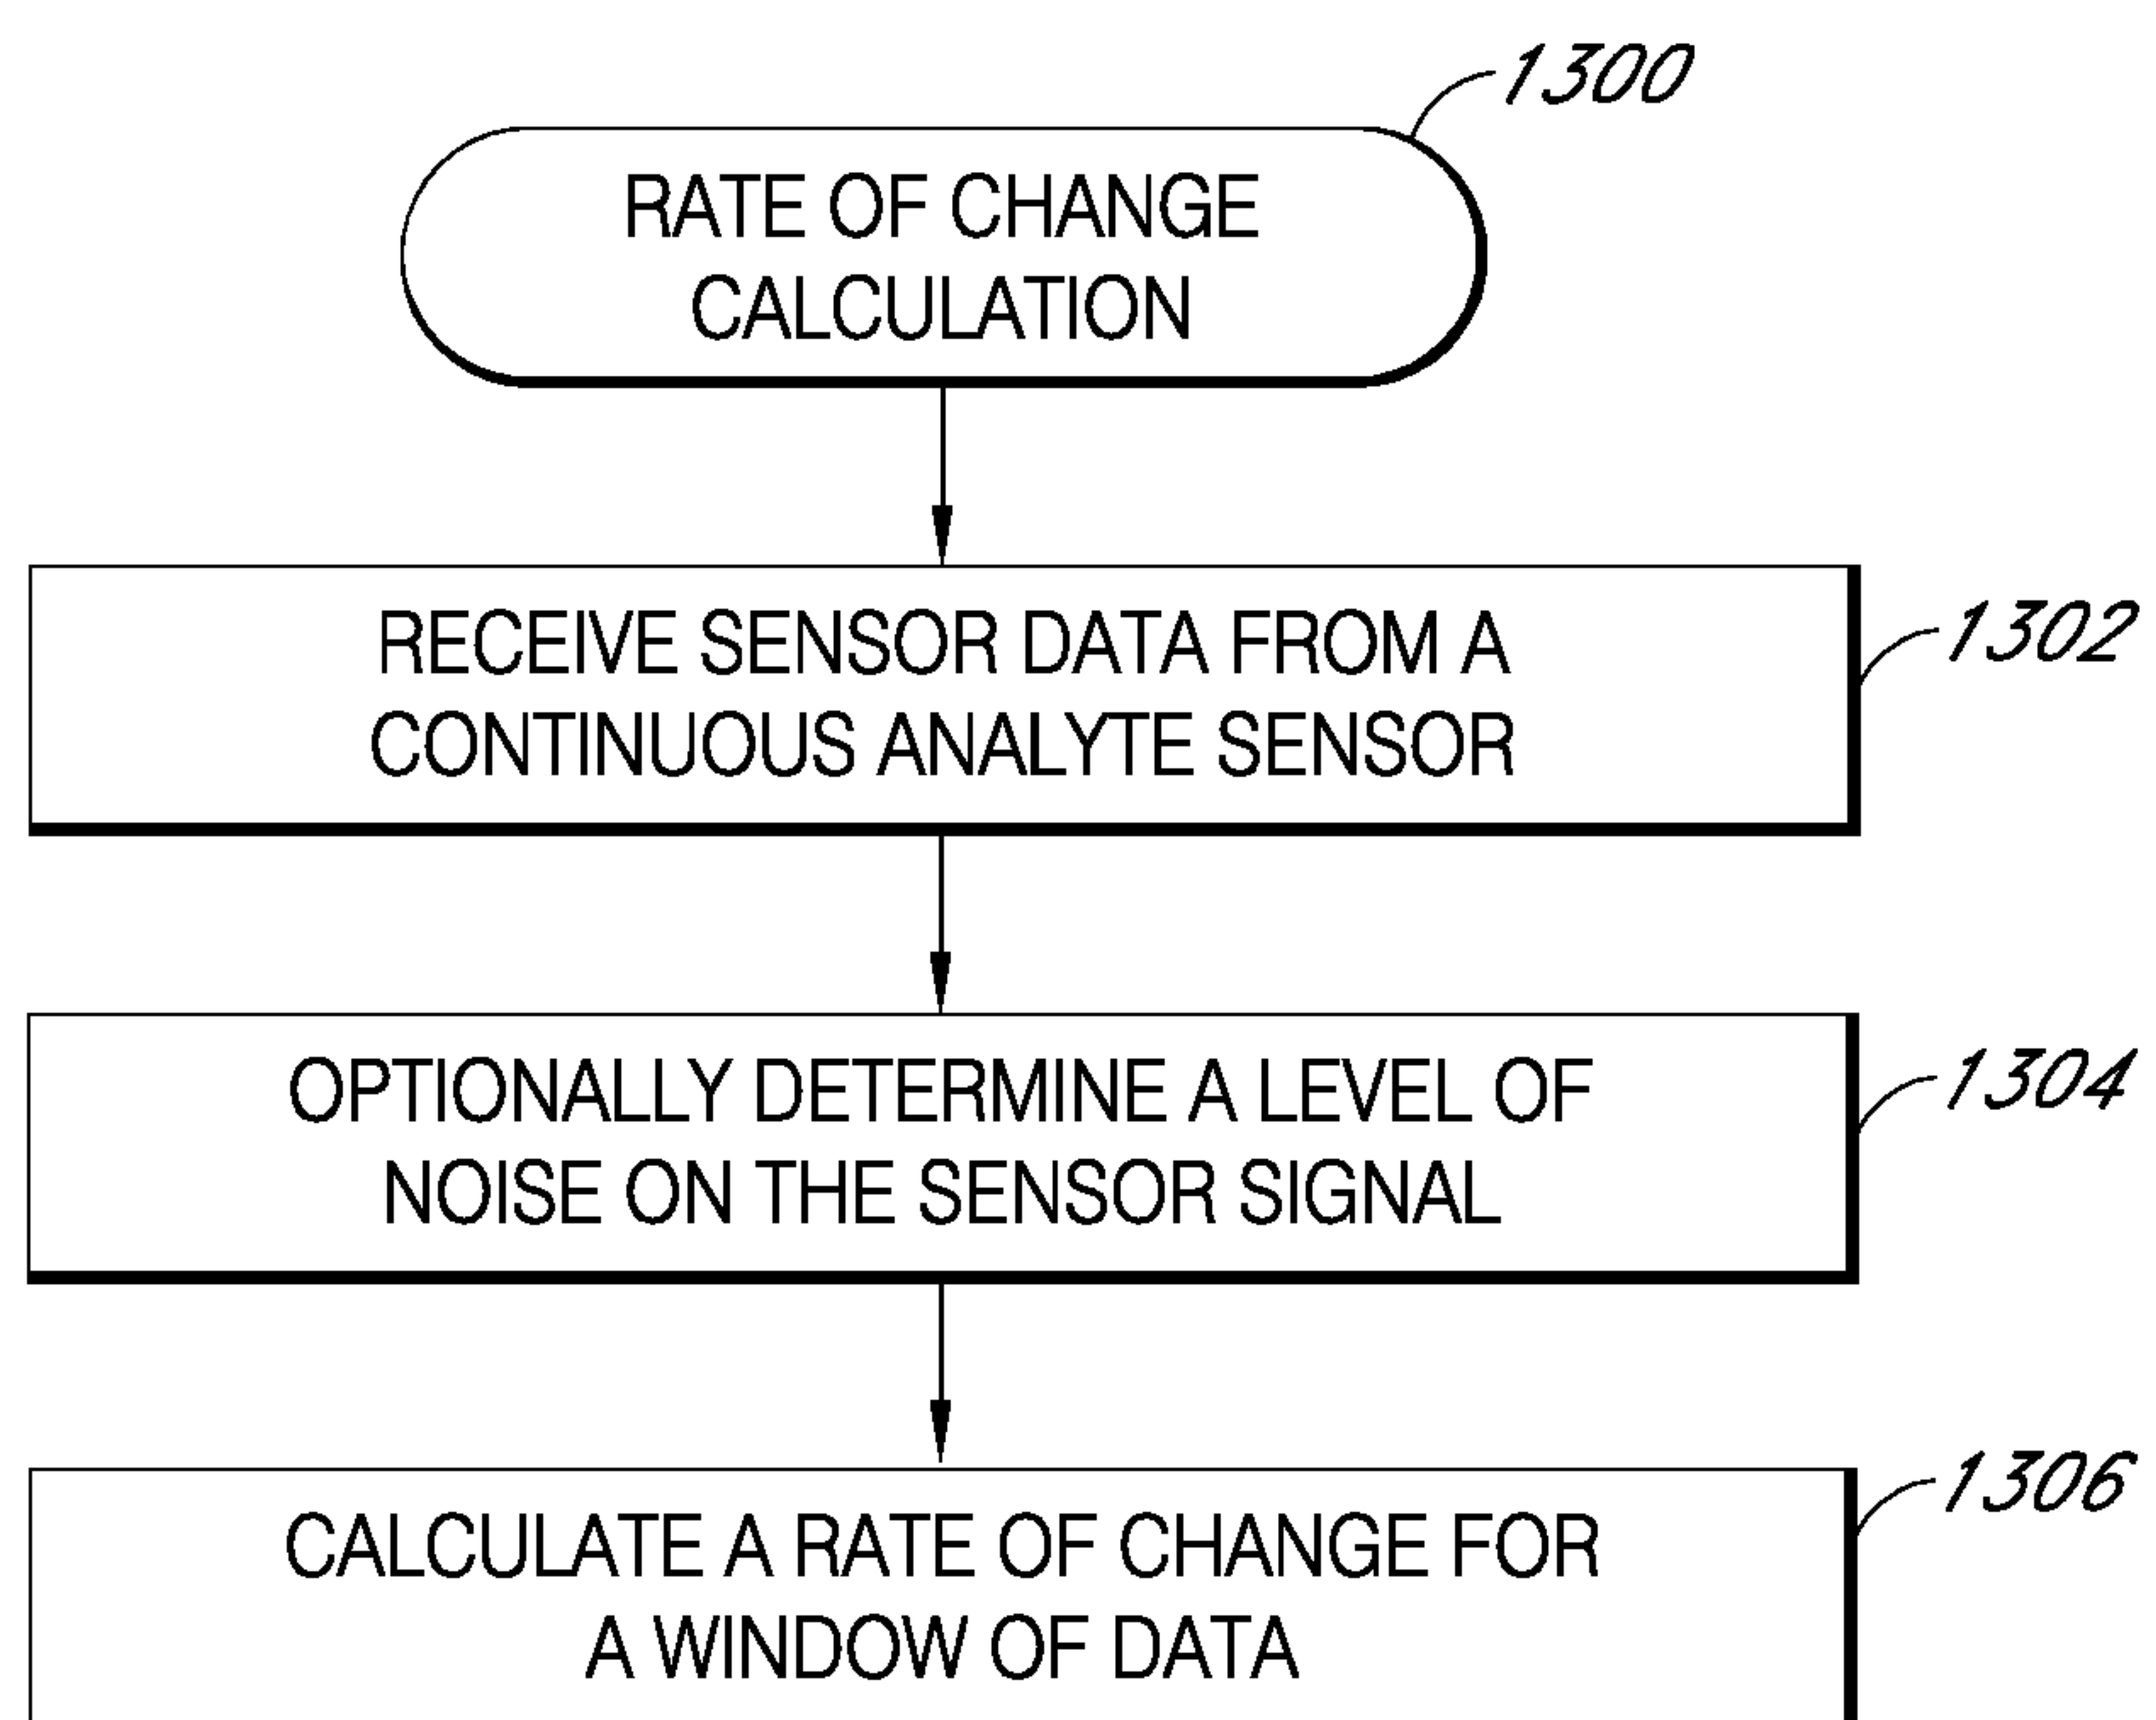 1300
RATE OF CHANGE
CALCULATION
RECEIVE SENSOR DATA FROM A
CONTINUOUS ANALYTE SENSOR
1302
OPTIONALLY DETERMINE A LEVEL OF
NOISE ON THE SENSOR SIGNAL
1304
CALCULATE A RATE OF CHANGE FOR
A WINDOW OF DATA
1306